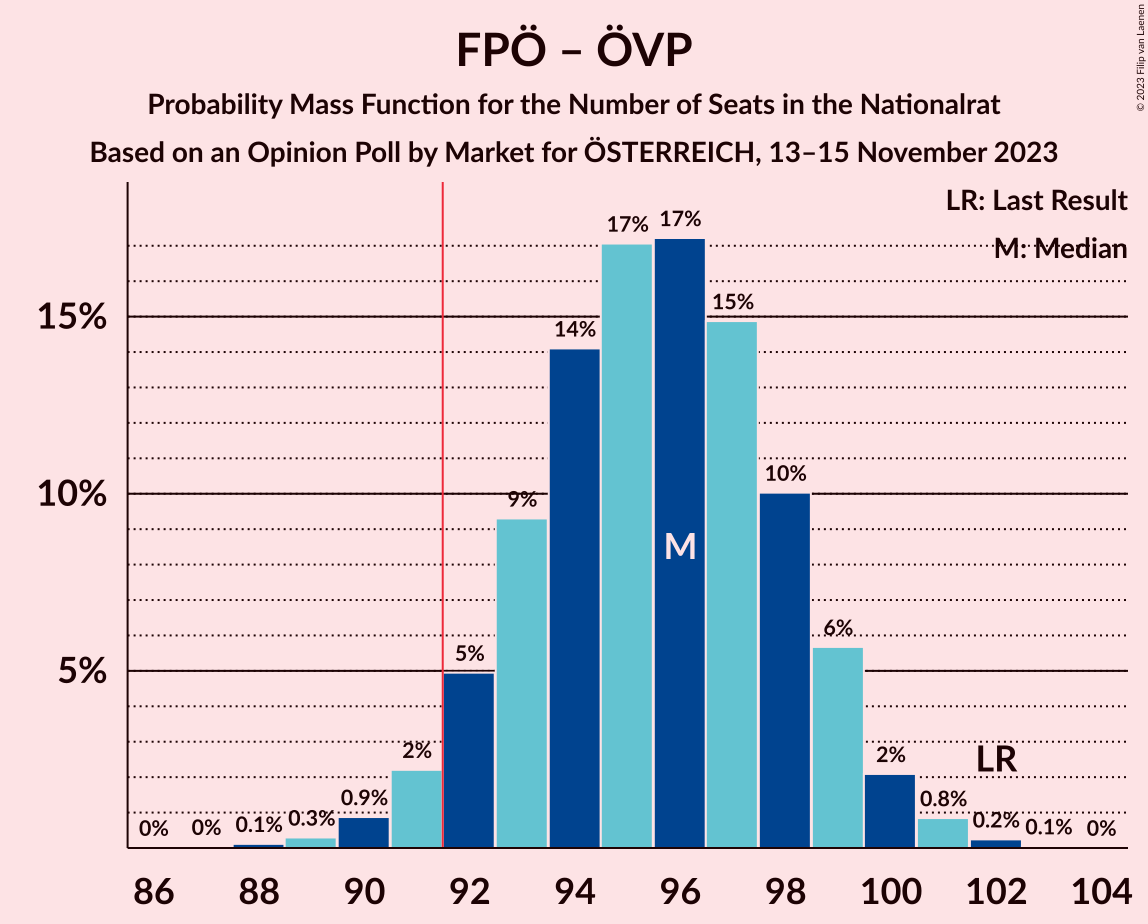 FPÖ – ÖVP
Probability Mass Function for the Number of Seats in the Nationalrat
Based on an Opinion Poll by Market for ÖSTERREICH, 13–15 November 2023
© 2023 Filip van Laenen
LR: Last Result
M: Median
15%
10%
5%
0%
0%
0.1%
0.3%
0.9%
2%
5%
9%
14%
17%
17%
15%
10%
6%
2%
0.8%
0.2%
0.1%
0%
M
LR
86 88 90 92 94 96 98 100 102 104